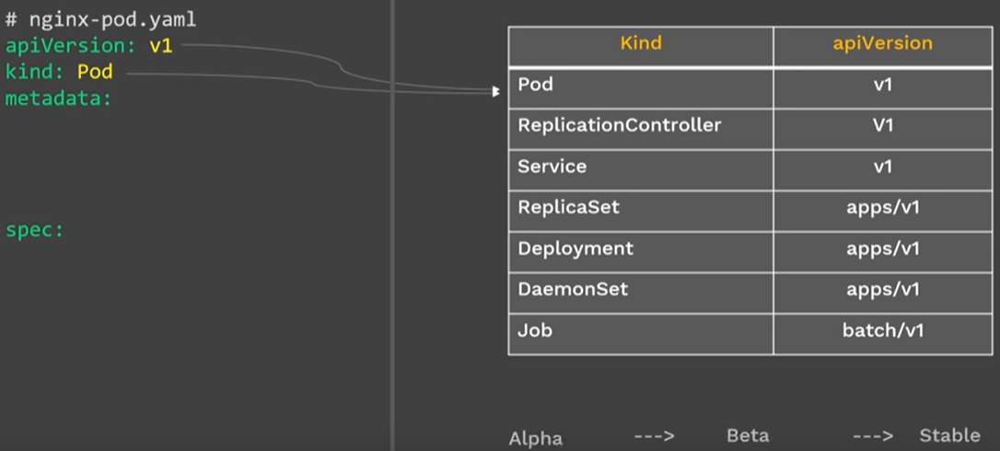 # nginx-pod.yaml
apiVersion: v1
kind: Pod
metadata:
spec:
Kind apiVersion
Pod v1
ReplicationController V1
Service v1
ReplicaSet apps/v1
Deployment apps/v1
DaemonSet apps/v1
Job batch/v1
Alpha ---> Beta ---> Stable